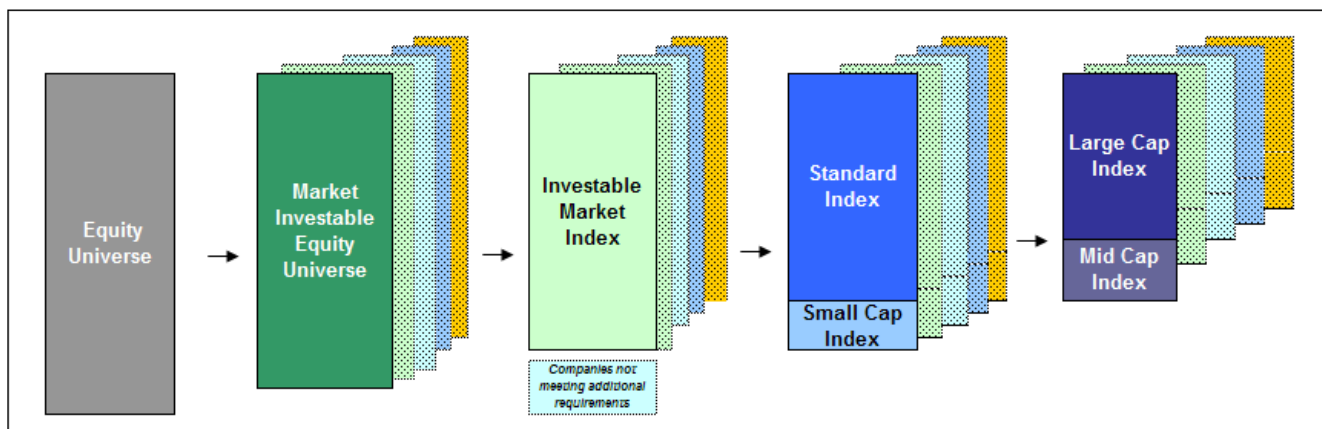 Equity
Universe
Market
Investable
Equity
Universe
Investable
Market
Index
Companies not
meeting additional
requirements
Standard
Index
Small Cap
Index
Large Cap
Index
Mid Cap
Index